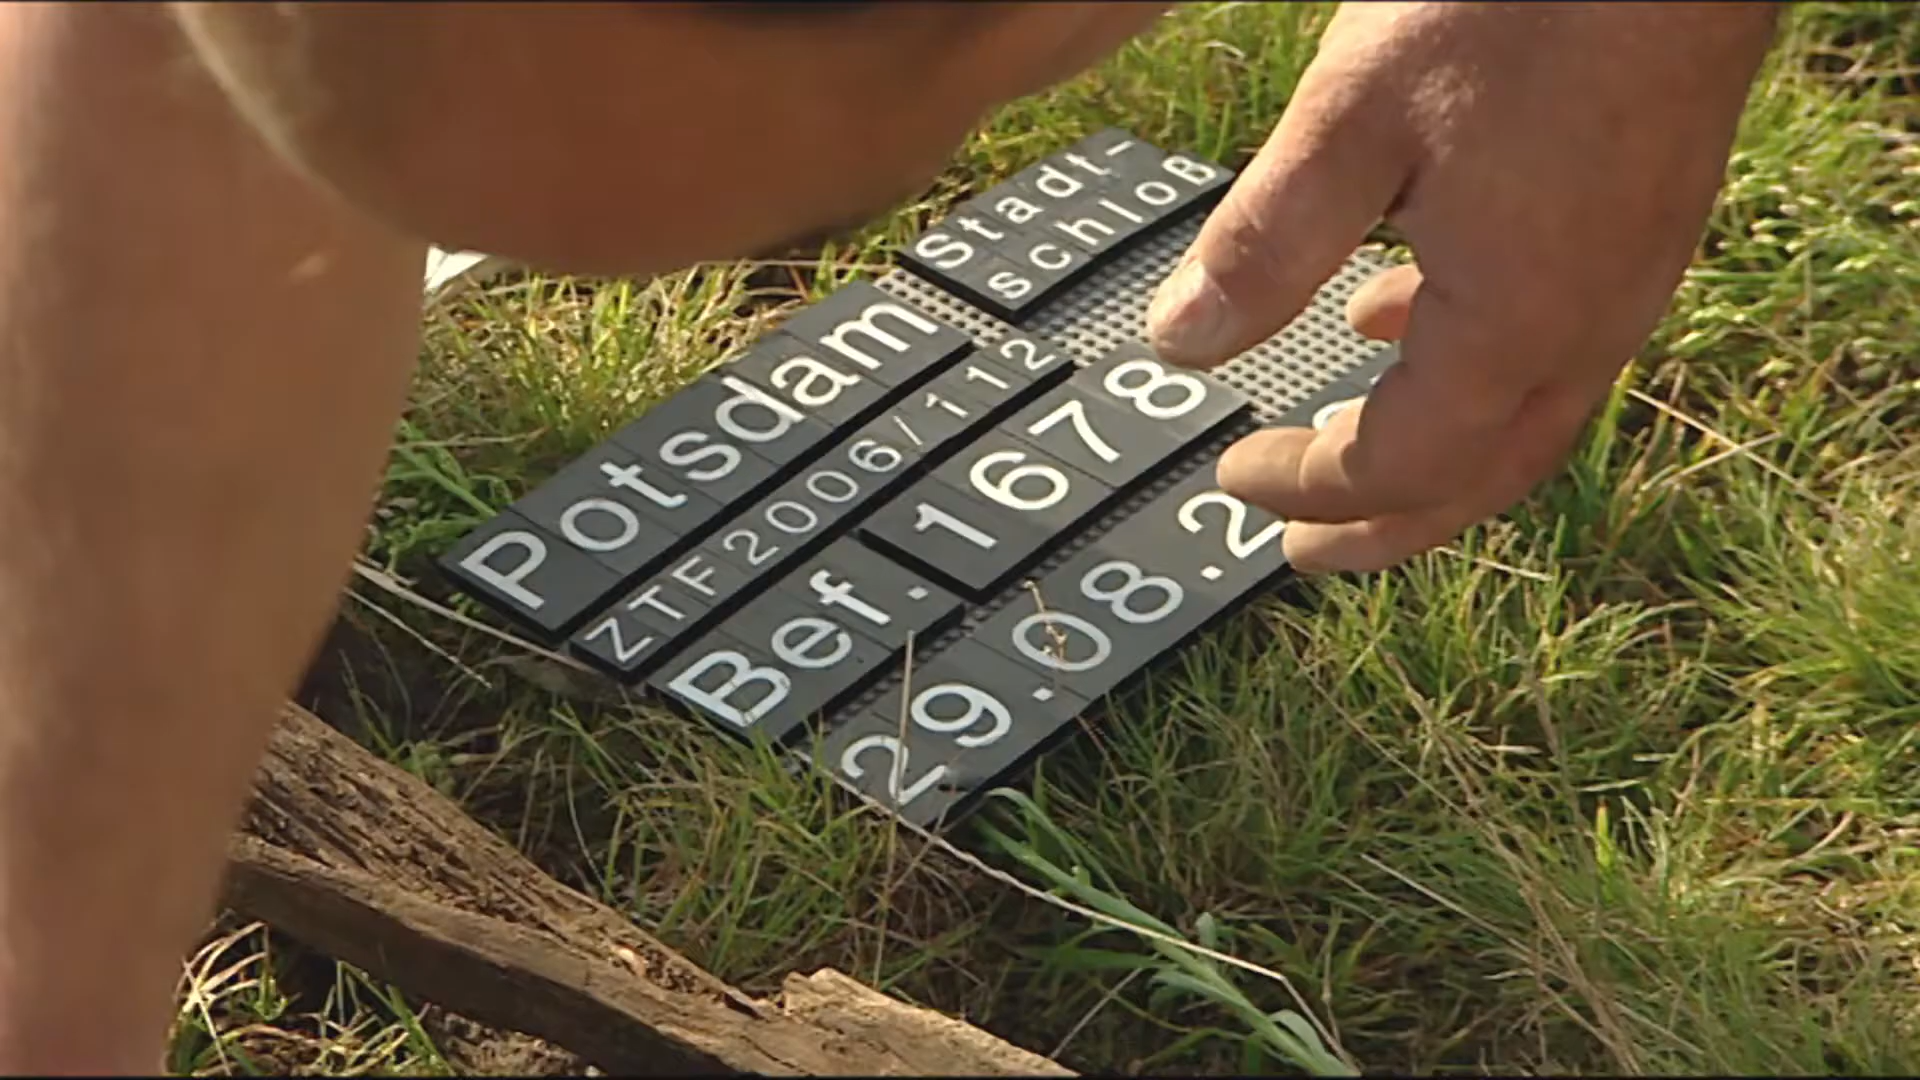 Stadt-
schloß
Potsdam
ZTF2006/112
Bef. 1678
29.08.2